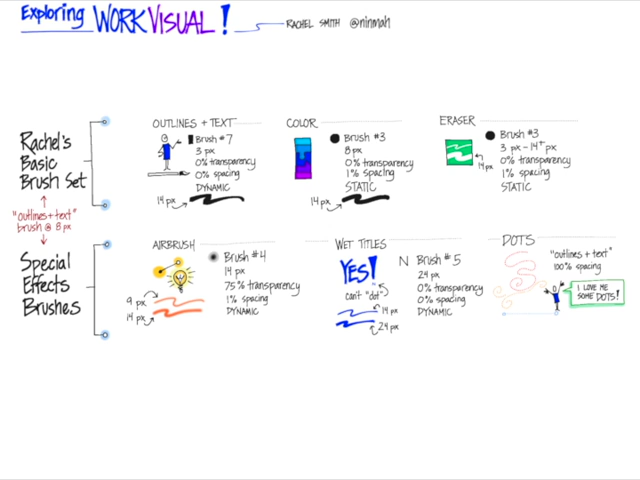 Exploring WORK VISUAL!
RACHEL SMITH @ninmah
Rachel's
Basic
Brush Set
"outlines + text"
brush @ 8 px
Special
Effects
Brushes
OUTLINES + TEXT
Brush #7
3 px
0% transparency
0% spacing
DYNAMIC
14 px
COLOR
Brush #3
8 px
0% transparency
1% spacing
STATIC
14 px
ERASER
Brush #3
3 px - 14+ px
0% transparency
1% spacing
STATIC
14 px
AIRBRUSH
Brush #4
14 px
75% transparency
1% spacing
DYNAMIC
9 px
14 px
WET TITLES
YES!
can't "dot"
14 px
24 px
N Brush #5
24 px
0% transparency
0% spacing
DYNAMIC
DOTS
"outlines + text"
100% spacing
I LOVE ME
SOME DOTS!